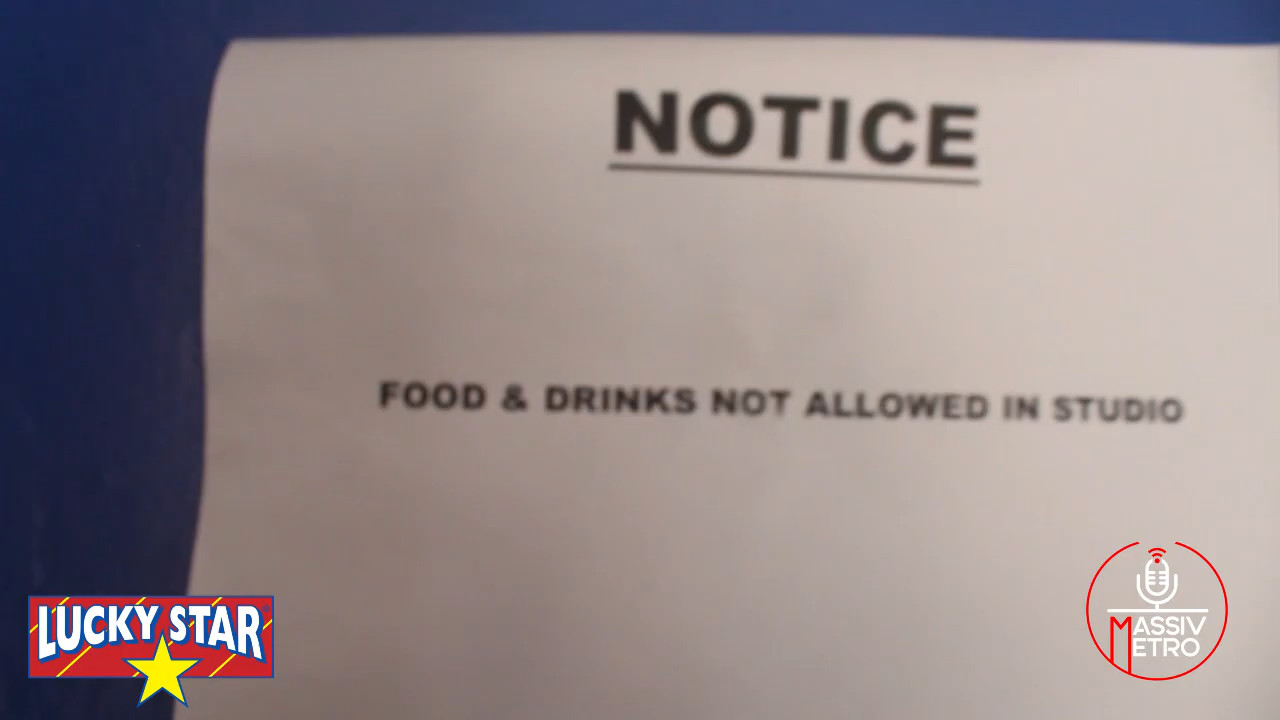 NOTICE
FOOD & DRINKS NOT ALLOWED IN STUDIO
LUCKY STAR
MASSIV
METRO